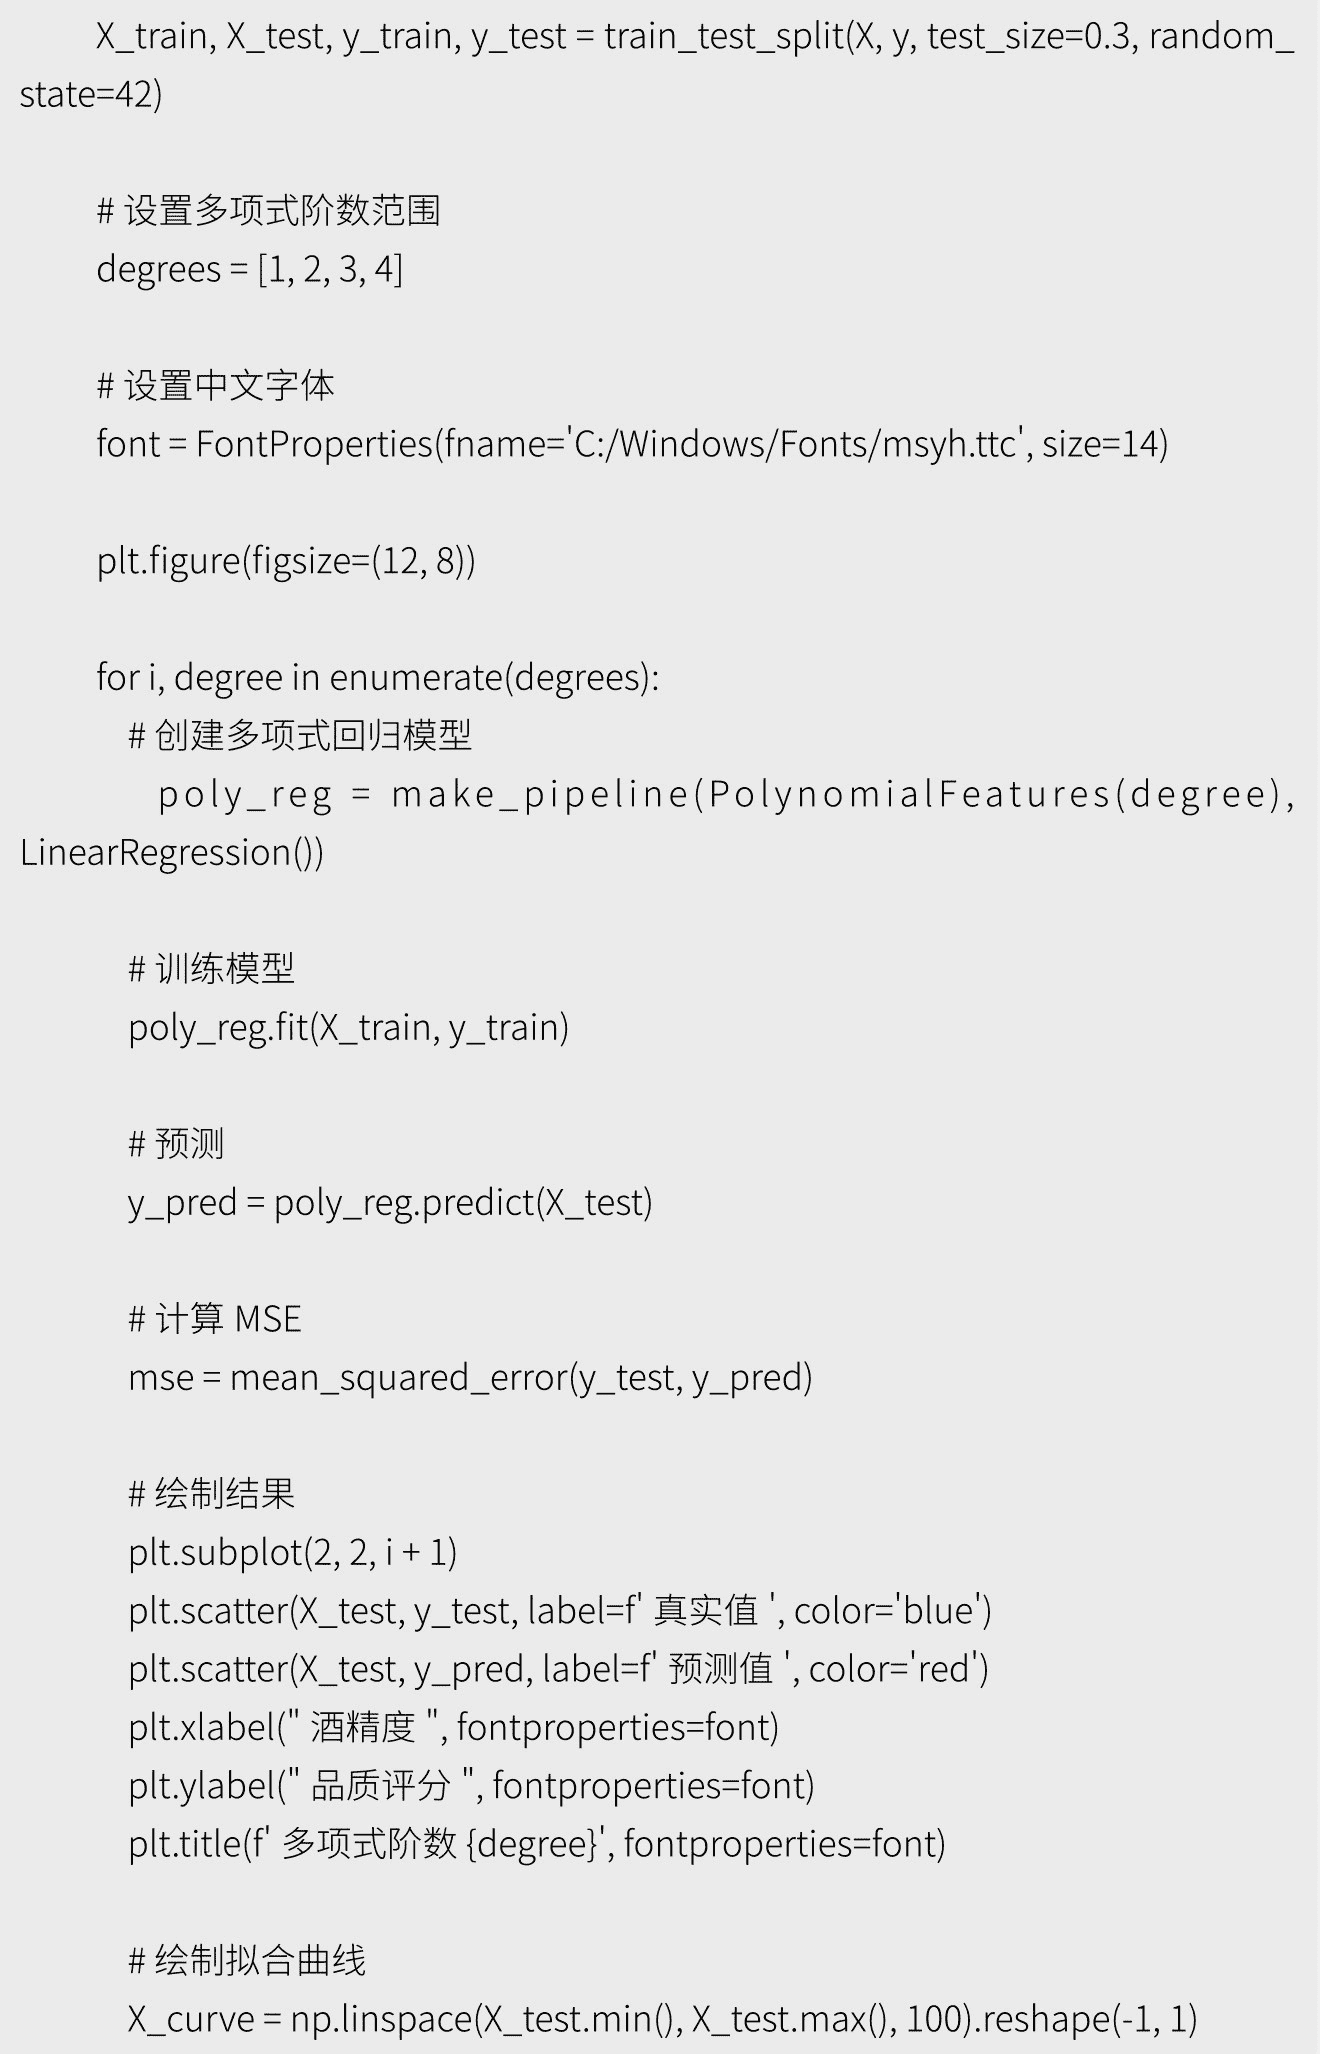 X_train, X_test, y_train, y_test = train_test_split(X, y, test_size=0.3, random_
state=42)
# 设置多项式阶数范围
degrees = [1, 2, 3, 4]
# 设置中文字体
font = FontProperties(fname='C:/Windows/Fonts/msyh.ttc', size=14)
plt.figure(figsize=(12, 8))
for i, degree in enumerate(degrees):
# 创建多项式回归模型
poly_reg = make_pipeline(PolynomialFeatures(degree),
LinearRegression())
# 训练模型
poly_reg.fit(X_train, y_train)
# 预测
y_pred = poly_reg.predict(X_test)
# 计算 MSE
mse = mean_squared_error(y_test, y_pred)
# 绘制结果
plt.subplot(2, 2, i + 1)
plt.scatter(X_test, y_test, label=f' 真实值 ', color='blue')
plt.scatter(X_test, y_pred, label=f' 预测值 ', color='red')
plt.xlabel(" 酒精度 ", fontproperties=font)
plt.ylabel(" 品质评分 ", fontproperties=font)
plt.title(f' 多项式阶数 {degree}', fontproperties=font)
# 绘制拟合曲线
X_curve = np.linspace(X_test.min(), X_test.max(), 100).reshape(-1, 1)